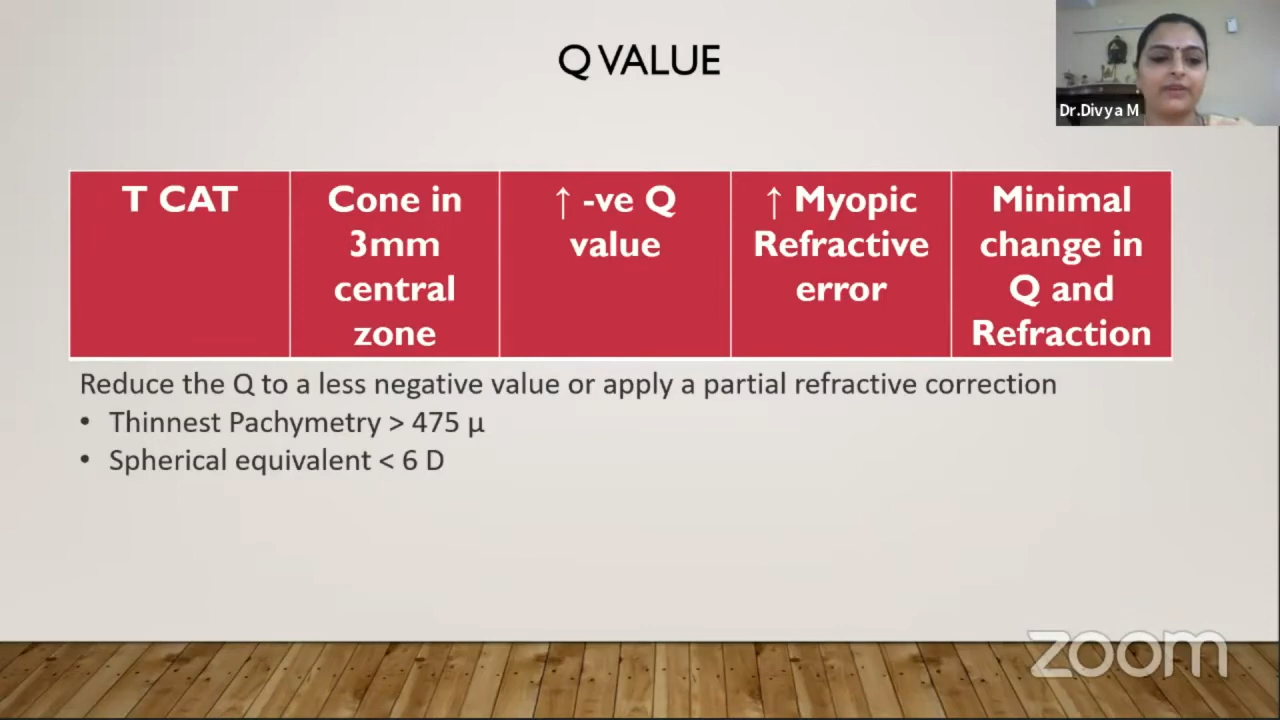 Q VALUE
Dr.Divya M
T CAT
Cone in
3mm
central
zone
↑ -ve Q
value
↑ Myopic
Refractive
error
Minimal
change in
Q and
Refraction
Reduce the Q to a less negative value or apply a partial refractive correction
• Thinnest Pachymetry > 475 µ
• Spherical equivalent < 6 D
zoom